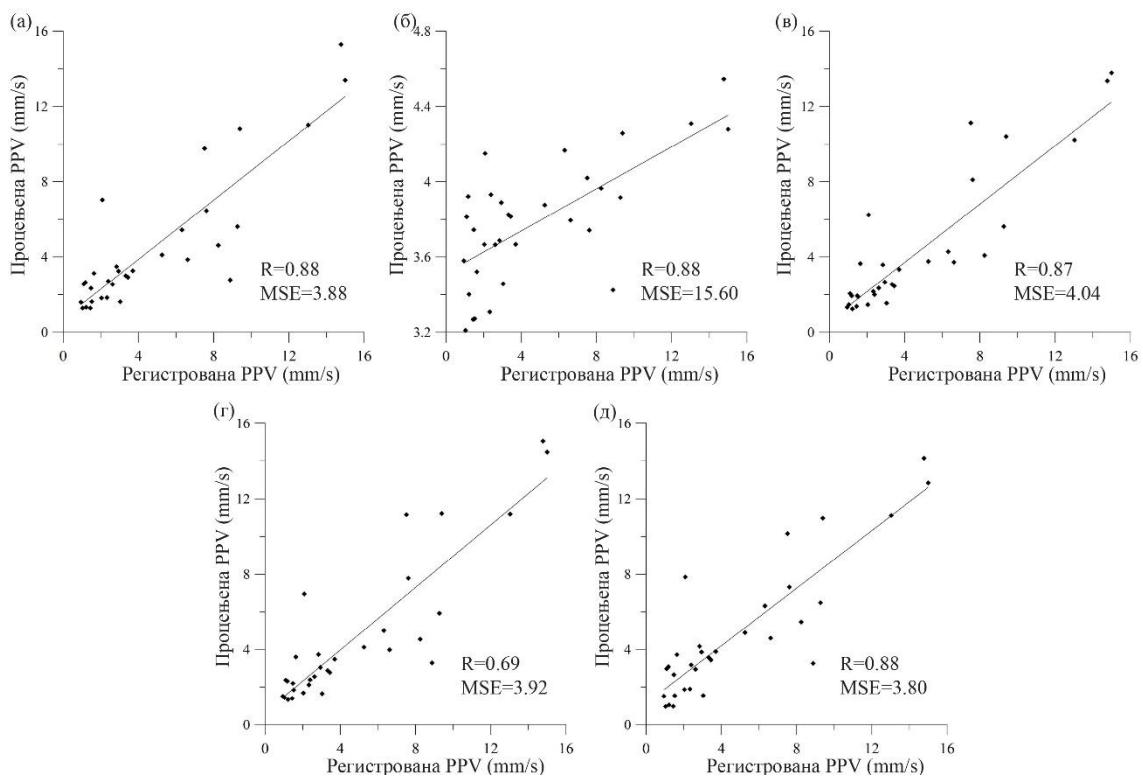 (а)
16
12
8
4
0
Процењена PPV (mm/s)
R=0.88
MSE=3.88
0 4 8 12 16
Регистрована PPV (mm/s)
(б)
4.8
4.4
4
3.6
3.2
Процењена PPV (mm/s)
R=0.88
MSE=15.60
0 4 8 12 16
Регистрована PPV (mm/s)
(в)
16
12
8
4
0
Процењена PPV (mm/s)
R=0.87
MSE=4.04
0 4 8 12 16
Регистрована PPV (mm/s)
(г)
16
12
8
4
0
Процењена PPV (mm/s)
R=0.69
MSE=3.92
0 4 8 12 16
Регистрована PPV (mm/s)
(д)
16
12
8
4
0
Процењена PPV (mm/s)
R=0.88
MSE=3.80
0 4 8 12 16
Регистрована PPV (mm/s)